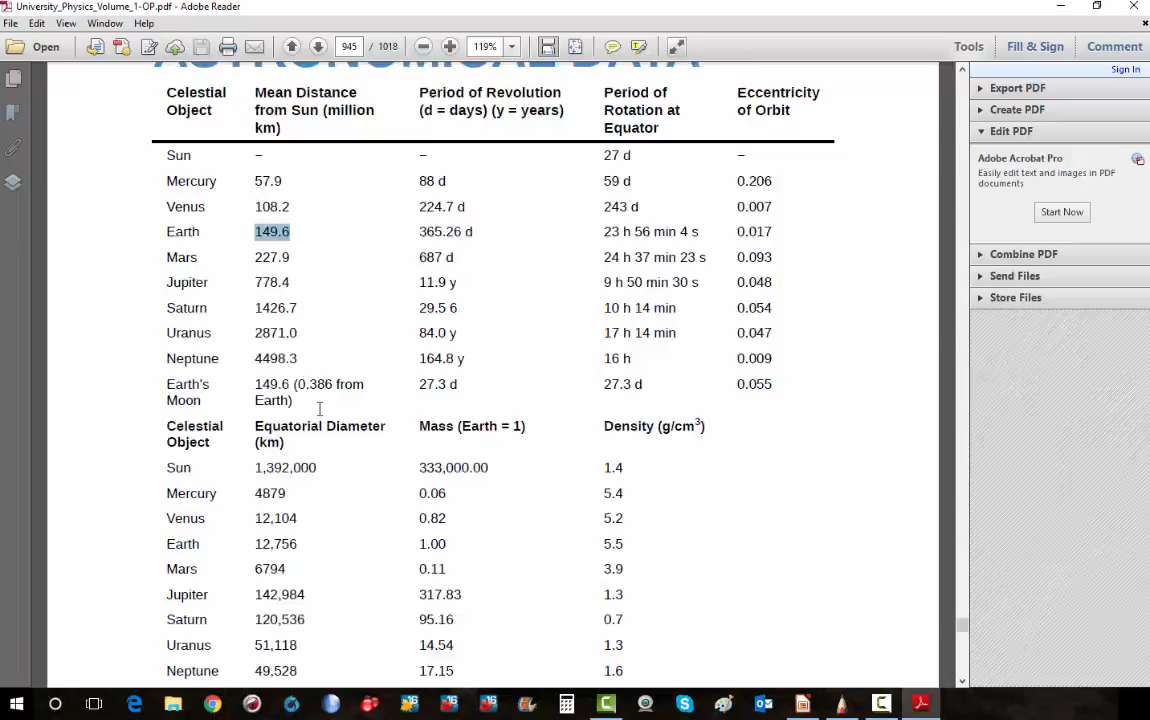 University_Physics_Volume_1-OP.pdf - Adobe Reader
File Edit View Window Help
Open 945 / 1018 119% Tools Fill & Sign Comment
Sign In
Export PDF
Create PDF
Edit PDF
Adobe Acrobat Pro
Easily edit text and images in PDF
documents
Start Now
Combine PDF
Send Files
Store Files
ASTRONOMICAL DATA
Celestial Object Mean Distance from Sun (million km) Period of Revolution (d = days) (y = years) Period of Rotation at Equator Eccentricity of Orbit
Sun – – 27 d –
Mercury 57.9 88 d 59 d 0.206
Venus 108.2 224.7 d 243 d 0.007
Earth 149.6 365.26 d 23 h 56 min 4 s 0.017
Mars 227.9 687 d 24 h 37 min 23 s 0.093
Jupiter 778.4 11.9 y 9 h 50 min 30 s 0.048
Saturn 1426.7 29.5 6 10 h 14 min 0.054
Uranus 2871.0 84.0 y 17 h 14 min 0.047
Neptune 4498.3 164.8 y 16 h 0.009
Earth's Moon 149.6 (0.386 from Earth) 27.3 d 27.3 d 0.055
Celestial Object Equatorial Diameter (km) Mass (Earth = 1) Density (g/cm³)
Sun 1,392,000 333,000.00 1.4
Mercury 4879 0.06 5.4
Venus 12,104 0.82 5.2
Earth 12,756 1.00 5.5
Mars 6794 0.11 3.9
Jupiter 142,984 317.83 1.3
Saturn 120,536 95.16 0.7
Uranus 51,118 14.54 1.3
Neptune 49,528 17.15 1.6